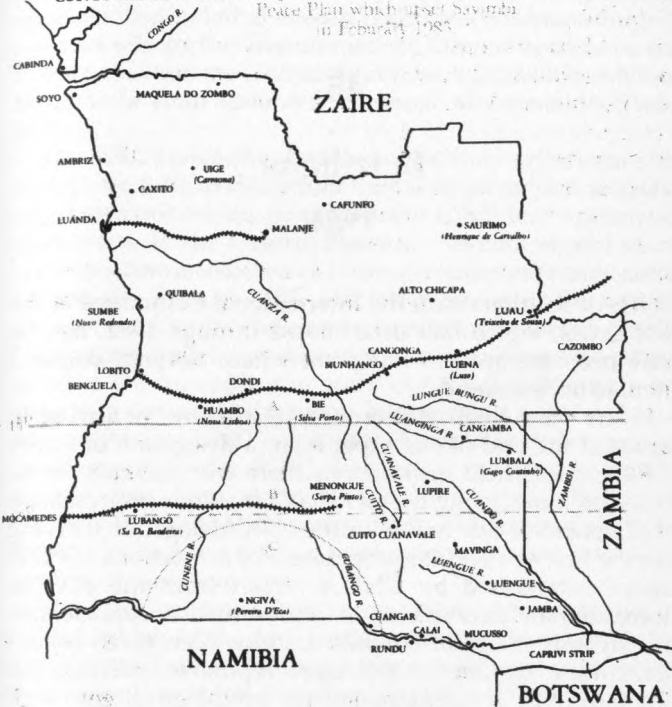 Peace Plan which upset Savimbi
in February 1987
CONGO R.
CABINDA
SOYO
MAQUELA DO ZOMBO
ZAIRE
AMBRIZ
UIGE
(Carmona)
CAXITO
CAFUNFO
LUANDA
MALANJE
SAURIMO
(Henrique de Carvalho)
QUIBALA
CUANZA R.
ALTO CHICAPA
SUMBE
(Novo Redondo)
LUAU
(Teixeira de Sousa)
CAZOMBO
LOBITO
BENGUELA
CANGONGA
MUNHANGO
LUENA
(Luso)
DONDI
LUNGUE BUNGU R.
HUAMBO
(Nova Lisboa)
A
BIE
(Silva Porto)
LUANGINGA R.
CANGAMBA
LUMBALA
(Gago Coutinho)
ZAMBEZI R.
ZAMBIA
MENONGUE
(Serpa Pinto)
CUITO R.
CUANAVALE R.
LUPIRE
CUANDO R.
MOÇAMEDES
B
LUBANGO
(Sa Da Bandeira)
CUITO CUANAVALE
MAVINGA
CUNENE R.
CUBANGO R.
LUENGUE R.
LUENGUE
N'GIVA
(Pereira D'Eca)
CUANGAR
CALAI
JAMBA
NAMIBIA
RUNDU
MUCUSSO
CAPRIVI STRIP
BOTSWANA